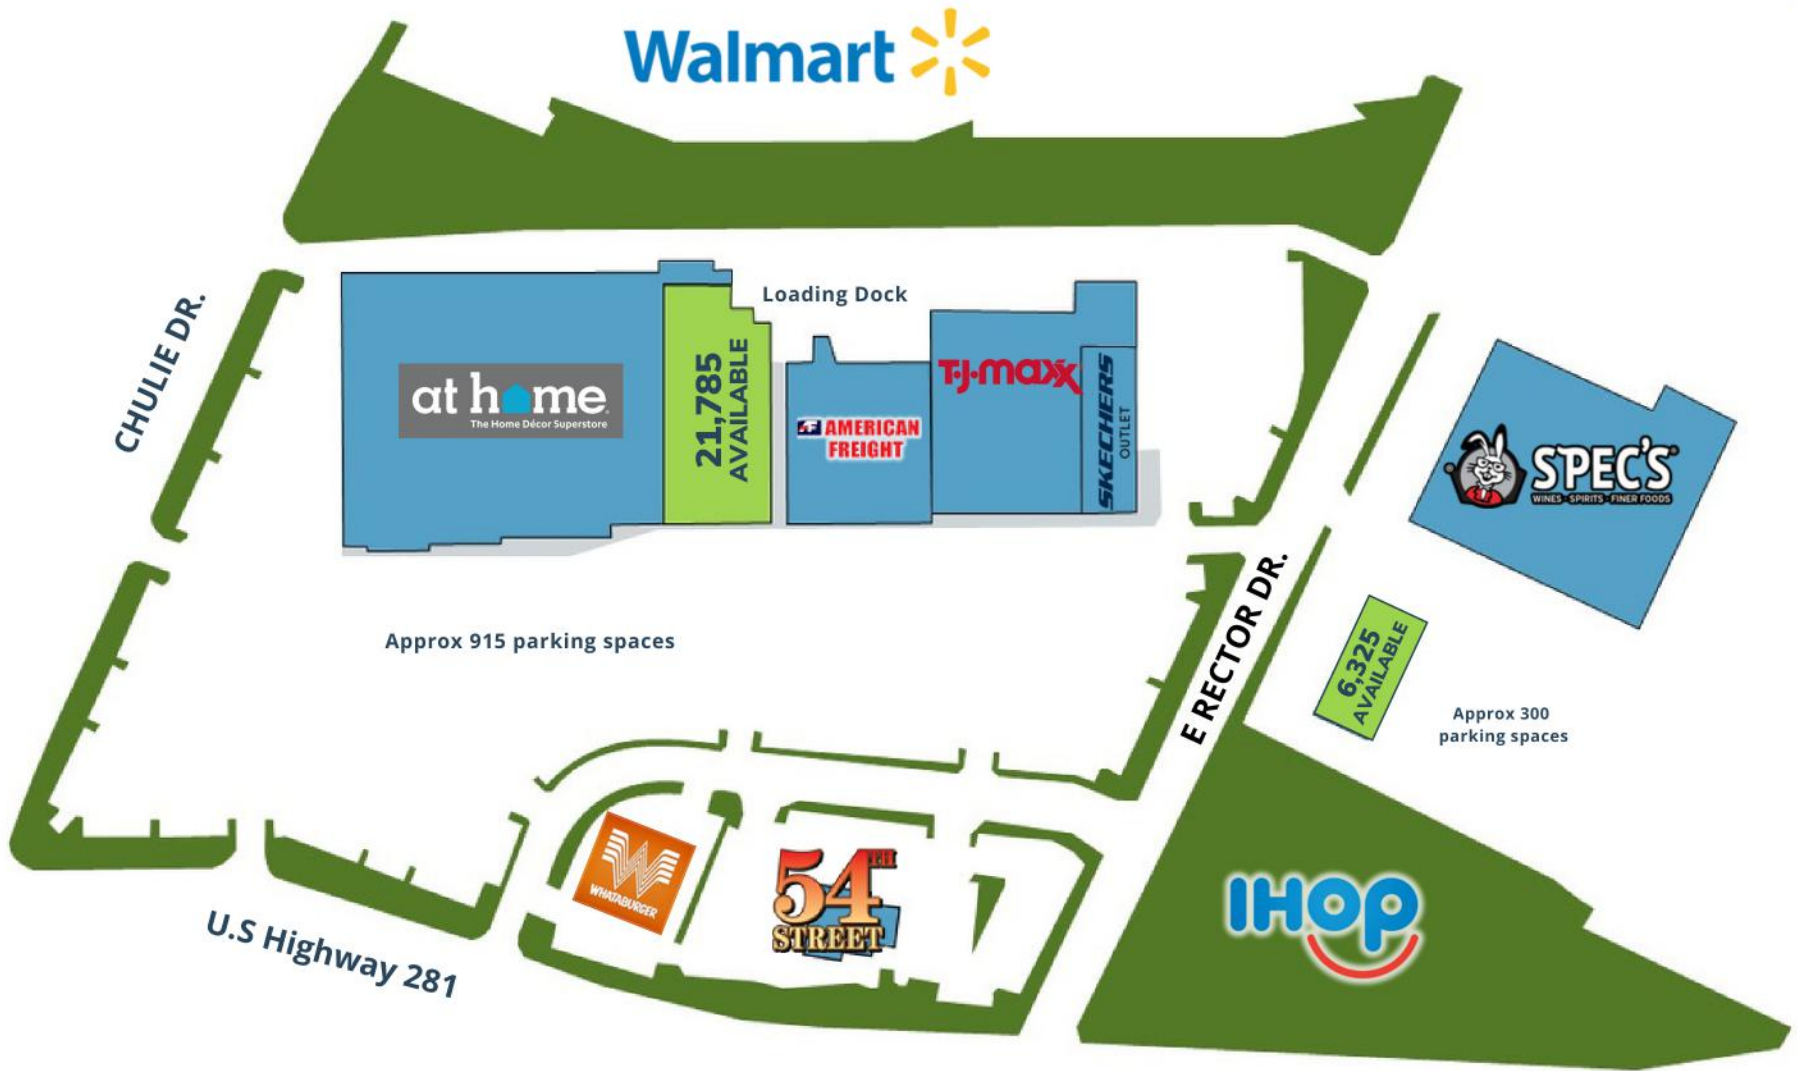 Walmart
CHULIE DR.
Loading Dock
at home
The Home Décor Superstore
21,785
AVAILABLE
AMERICAN
FREIGHT
T·J·maxx
SKECHERS
OUTLET
SPEC'S
WINES · SPIRITS · FINER FOODS
E RECTOR DR.
6,325
AVAILABLE
Approx 915 parking spaces
Approx 300
parking spaces
WHATABURGER
54TH
STREET
IHOP
U.S Highway 281